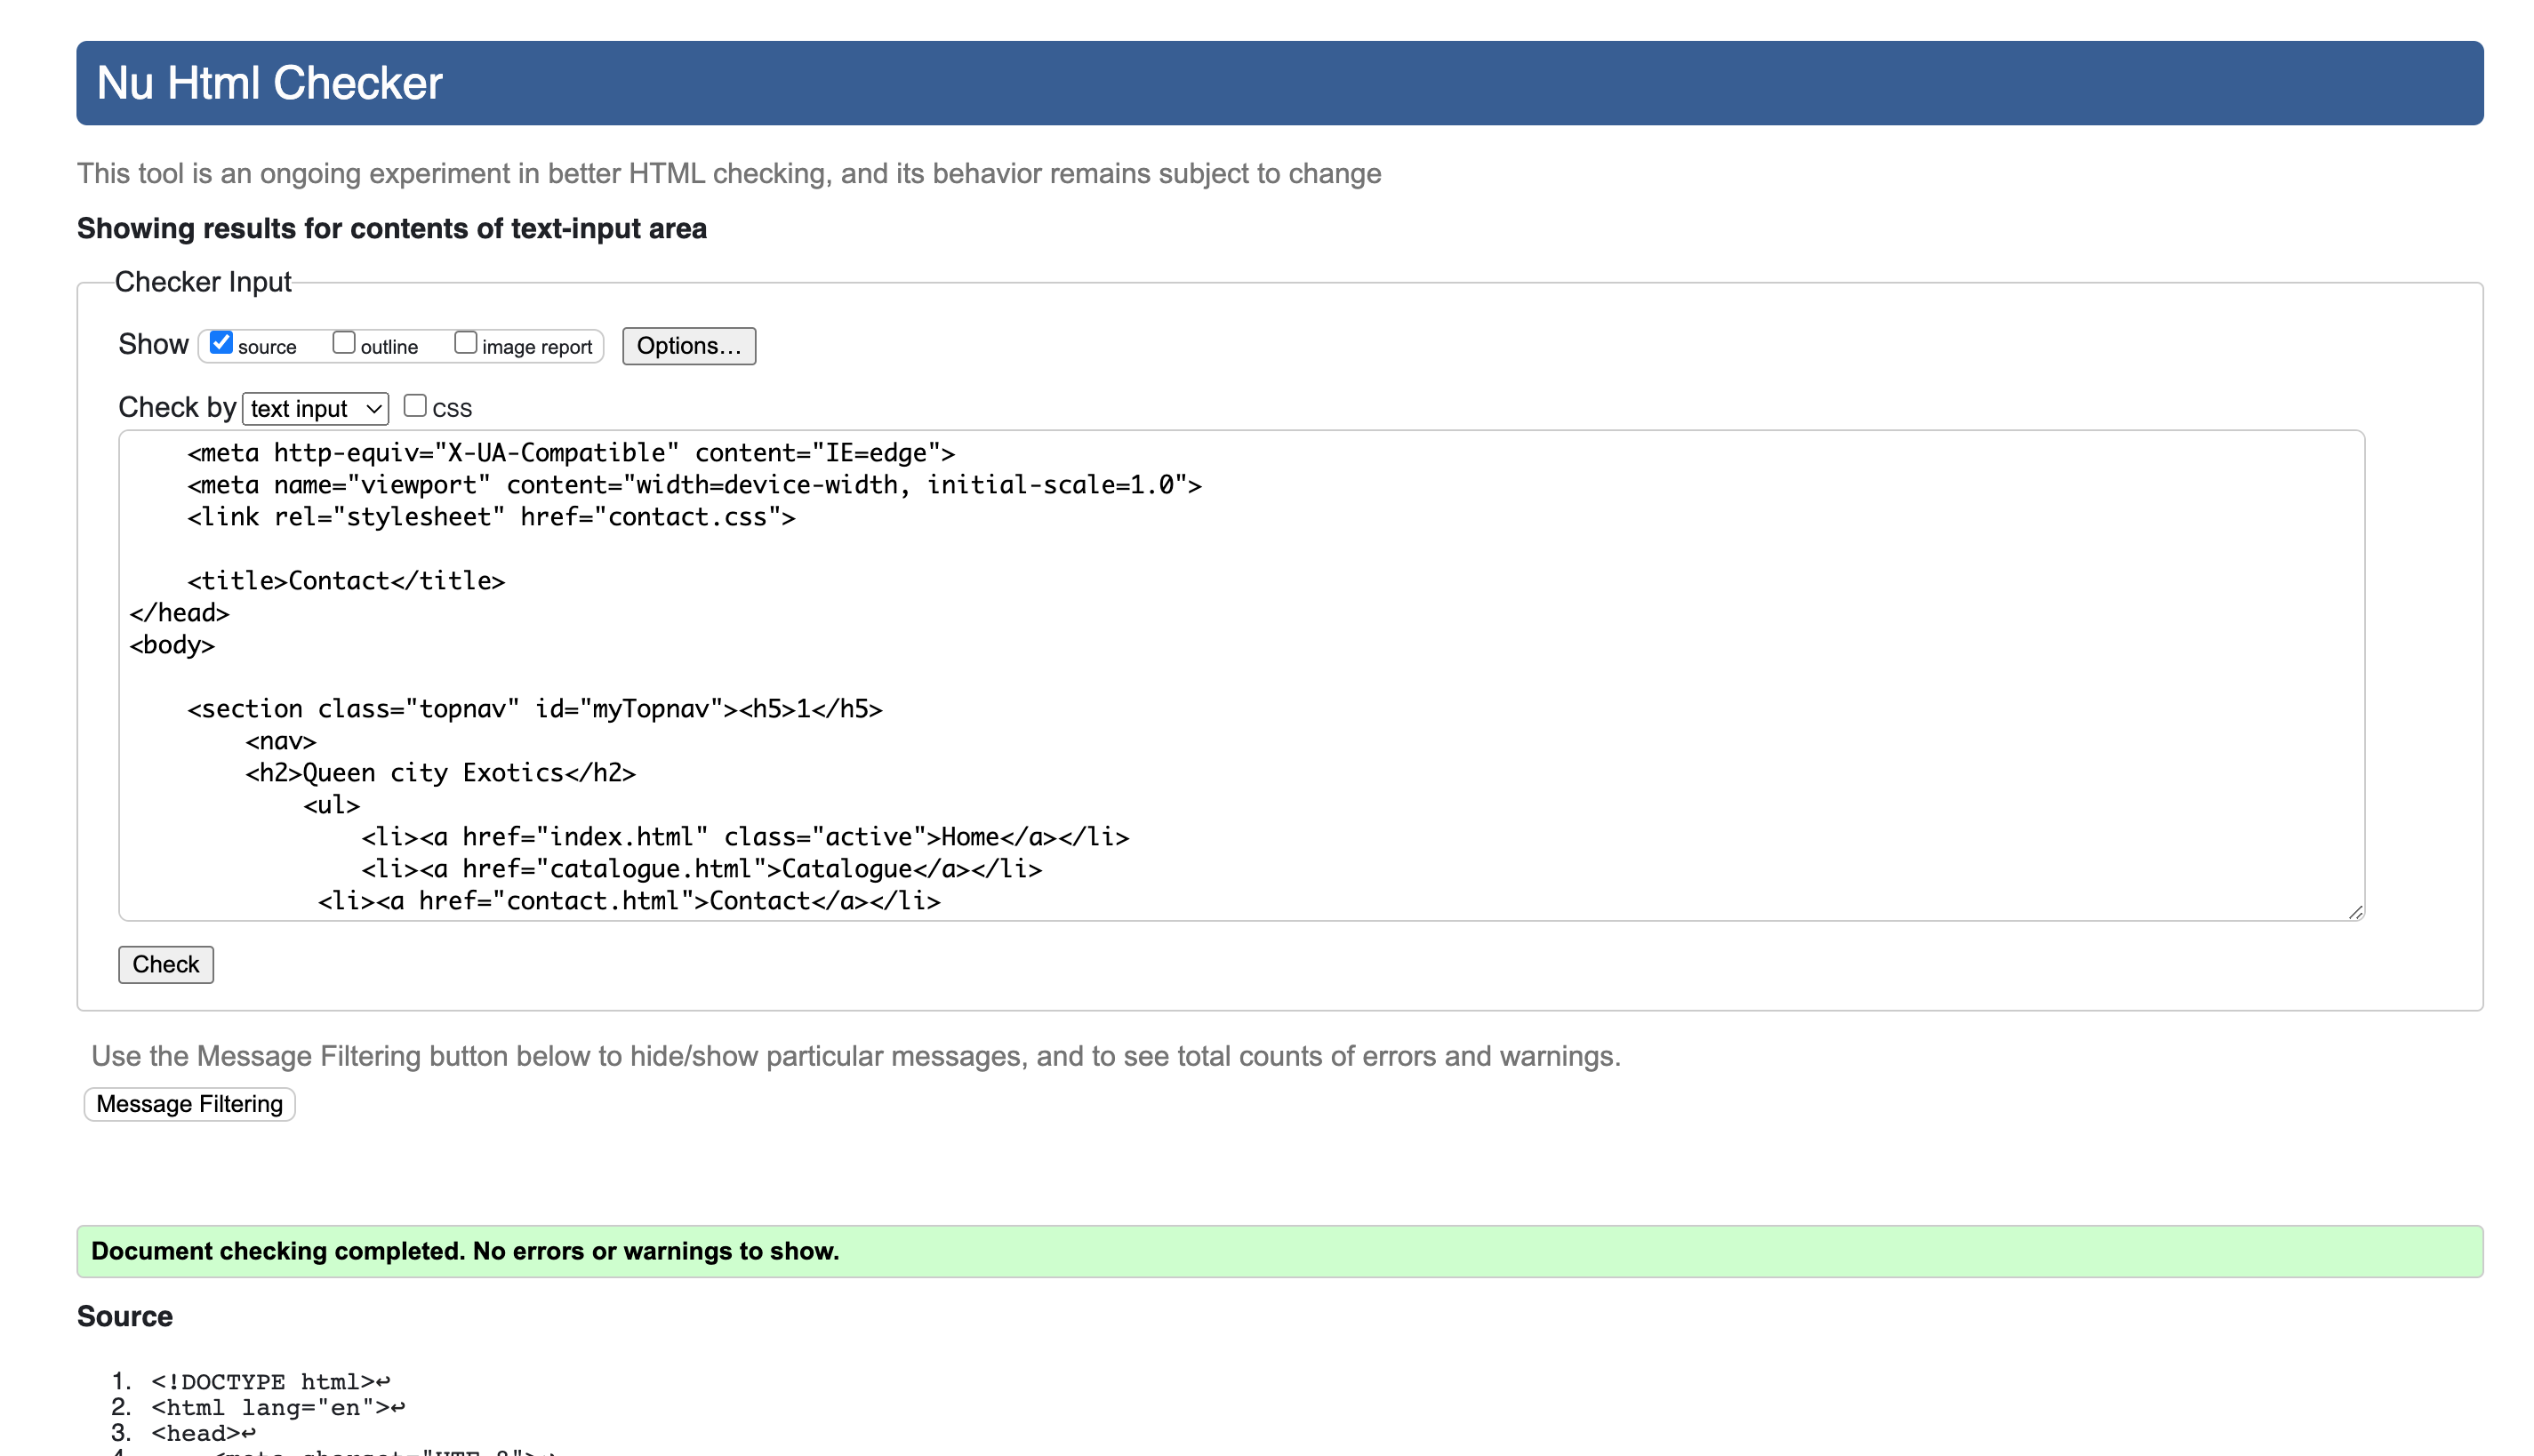 Nu Html Checker
This tool is an ongoing experiment in better HTML checking, and its behavior remains subject to change
Showing results for contents of text-input area
Checker Input
Show source outline image report Options...
Check by text input CSS
<meta http-equiv="X-UA-Compatible" content="IE=edge">
<meta name="viewport" content="width=device-width, initial-scale=1.0">
<link rel="stylesheet" href="contact.css">
<title>Contact</title>
</head>
<body>
<section class="topnav" id="myTopnav"><h5>1</h5>
<nav>
<h2>Queen city Exotics</h2>
<ul>
<li><a href="index.html" class="active">Home</a></li>
<li><a href="catalogue.html">Catalogue</a></li>
<li><a href="contact.html">Contact</a></li>
Check
Use the Message Filtering button below to hide/show particular messages, and to see total counts of errors and warnings.
Message Filtering
Document checking completed. No errors or warnings to show.
Source
1. <!DOCTYPE html>↩
2. <html lang="en">↩
3. <head>↩